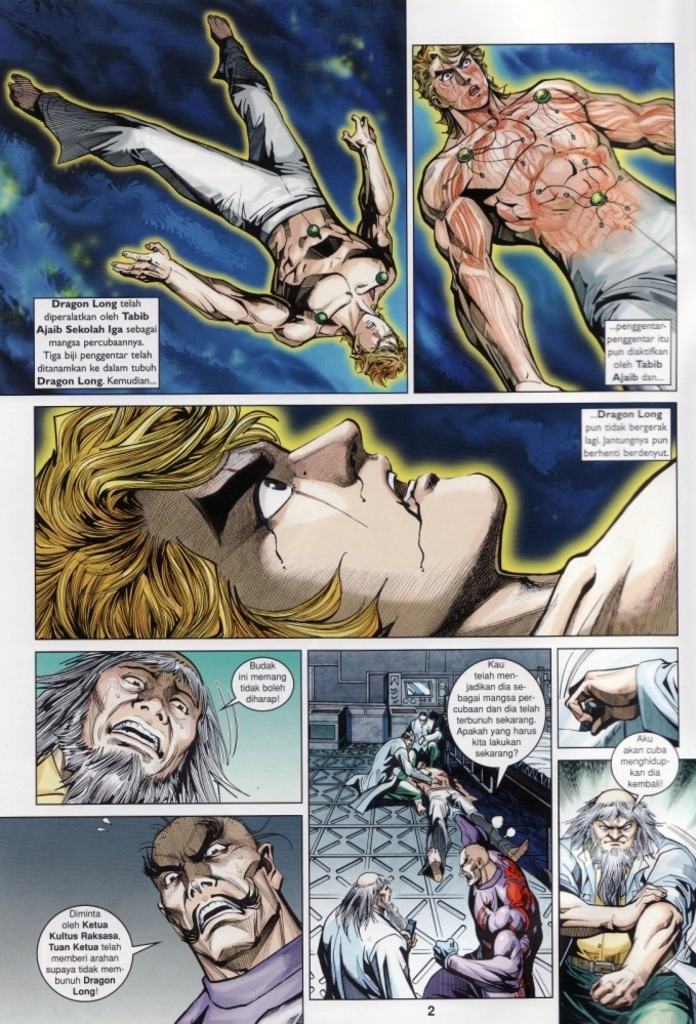 Dragon Long telah
diperalatkan oleh Tabib
Ajaib Sekolah Iga sebagai
mangsa percubaannya.
Tiga biji penggentar telah
ditanamkan ke dalam tubuh
Dragon Long. Kemudian...
...penggentar-
penggentar itu
pun diaktifkan
oleh Tabib
Ajaib dan...
...Dragon Long
pun tidak bergerak
lagi. Jantungnya pun
berhenti berdenyut.
Budak
ini memang
tidak boleh
diharap!
Diminta
oleh Ketua
Kultus Raksasa,
Tuan Ketua telah
memberi arahan
supaya tidak mem-
bunuh Dragon
Long!
Kau
telah men-
jadikan dia se-
bagai mangsa per-
cubaan dan dia telah
terbunuh sekarang.
Apakah yang harus
kita lakukan
sekarang?
Aku
akan cuba
menghidup-
kan dia
kembali!
2